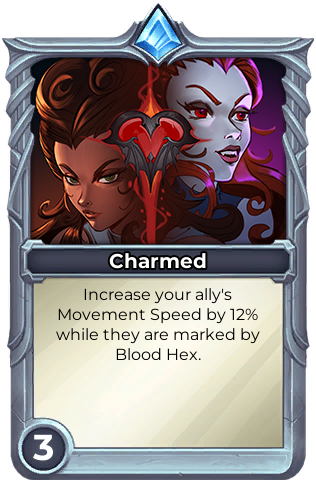 Charmed
Increase your ally's
Movement Speed by 12%
while they are marked by
Blood Hex.
3